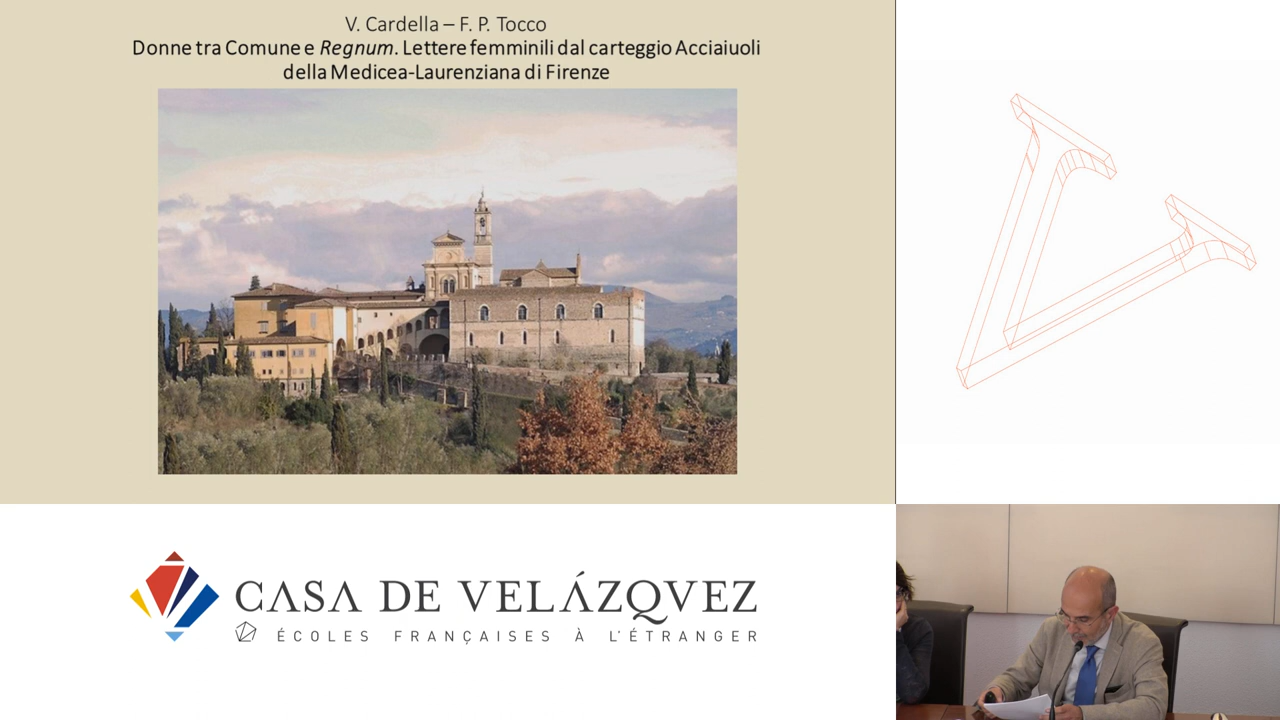 V. Cardella – F. P. Tocco
Donne tra Comune e Regnum. Lettere femminili dal carteggio Acciaiuoli
della Medicea-Laurenziana di Firenze
CASA DE VELÁZQVEZ
ÉCOLES FRANÇAISES À L'ÉTRANGER